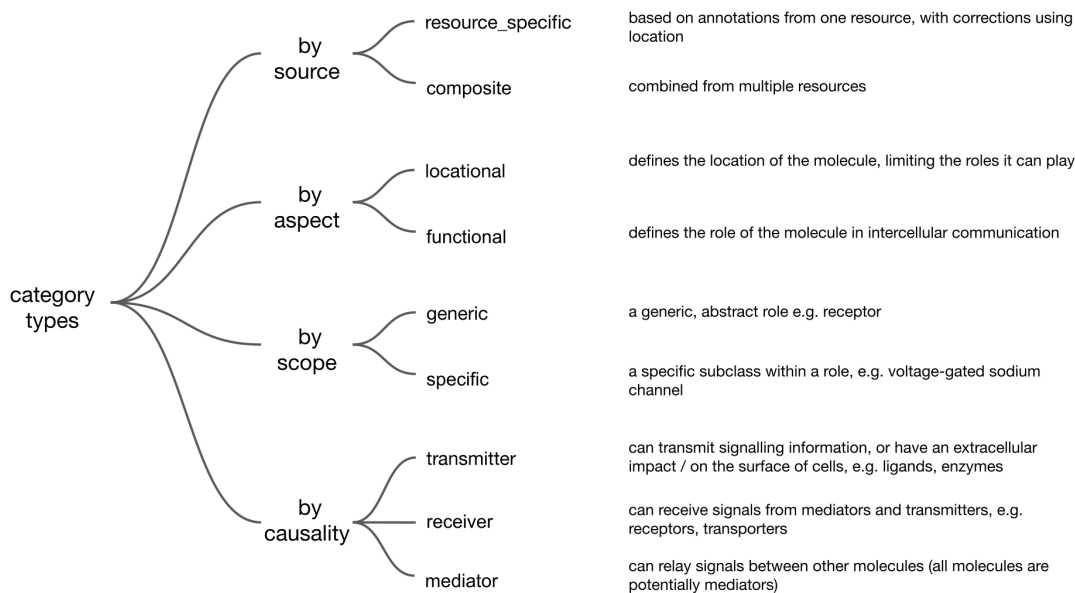 category
types
by
source
resource_specific
based on annotations from one resource, with corrections using
location
composite
combined from multiple resources
by
aspect
locational
defines the location of the molecule, limiting the roles it can play
functional
defines the role of the molecule in intercellular communication
by
scope
generic
a generic, abstract role e.g. receptor
specific
a specific subclass within a role, e.g. voltage-gated sodium
channel
by
causality
transmitter
can transmit signalling information, or have an extracellular
impact / on the surface of cells, e.g. ligands, enzymes
receiver
can receive signals from mediators and transmitters, e.g.
receptors, transporters
mediator
can relay signals between other molecules (all molecules are
potentially mediators)